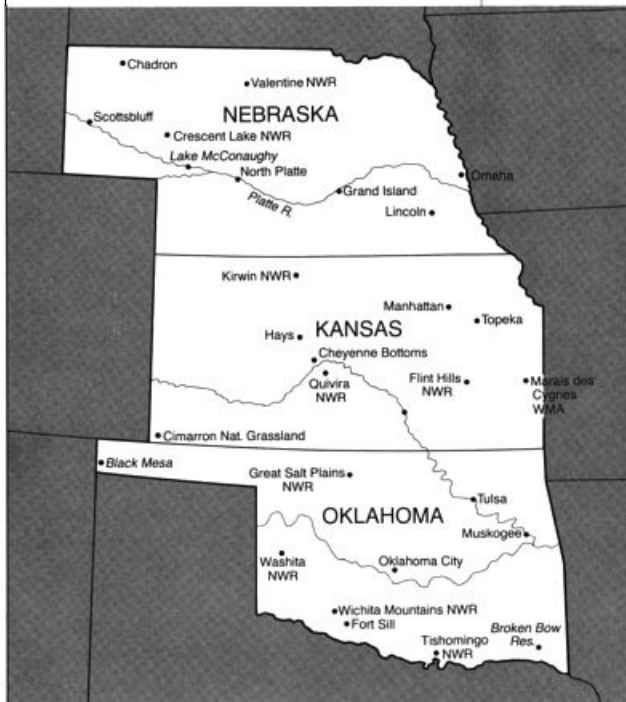 Chadron
Valentine NWR
NEBRASKA
Scottsbluff
Crescent Lake NWR
Lake McConaughy
North Platte
Omaha
Platte R.
Grand Island
Lincoln
Kirwin NWR
Manhattan
Topeka
Hays
KANSAS
Cheyenne Bottoms
Quivira
NWR
Flint Hills
NWR
Marais des
Cygnes
WMA
Cimarron Nat. Grassland
Black Mesa
Great Salt Plains
NWR
Tulsa
OKLAHOMA
Muskogee
Washita
NWR
Oklahoma City
Wichita Mountains NWR
Fort Sill
Broken Bow
Res.
Tishomingo
NWR